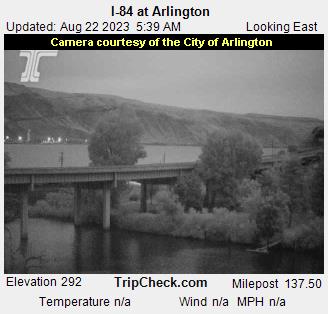 I-84 at Arlington
Updated: Aug 22 2023 5:39 AM Looking East
Camera courtesy of the City of Arlington
Elevation 292 TripCheck.com Milepost 137.50
Temperature n/a Wind n/a MPH n/a